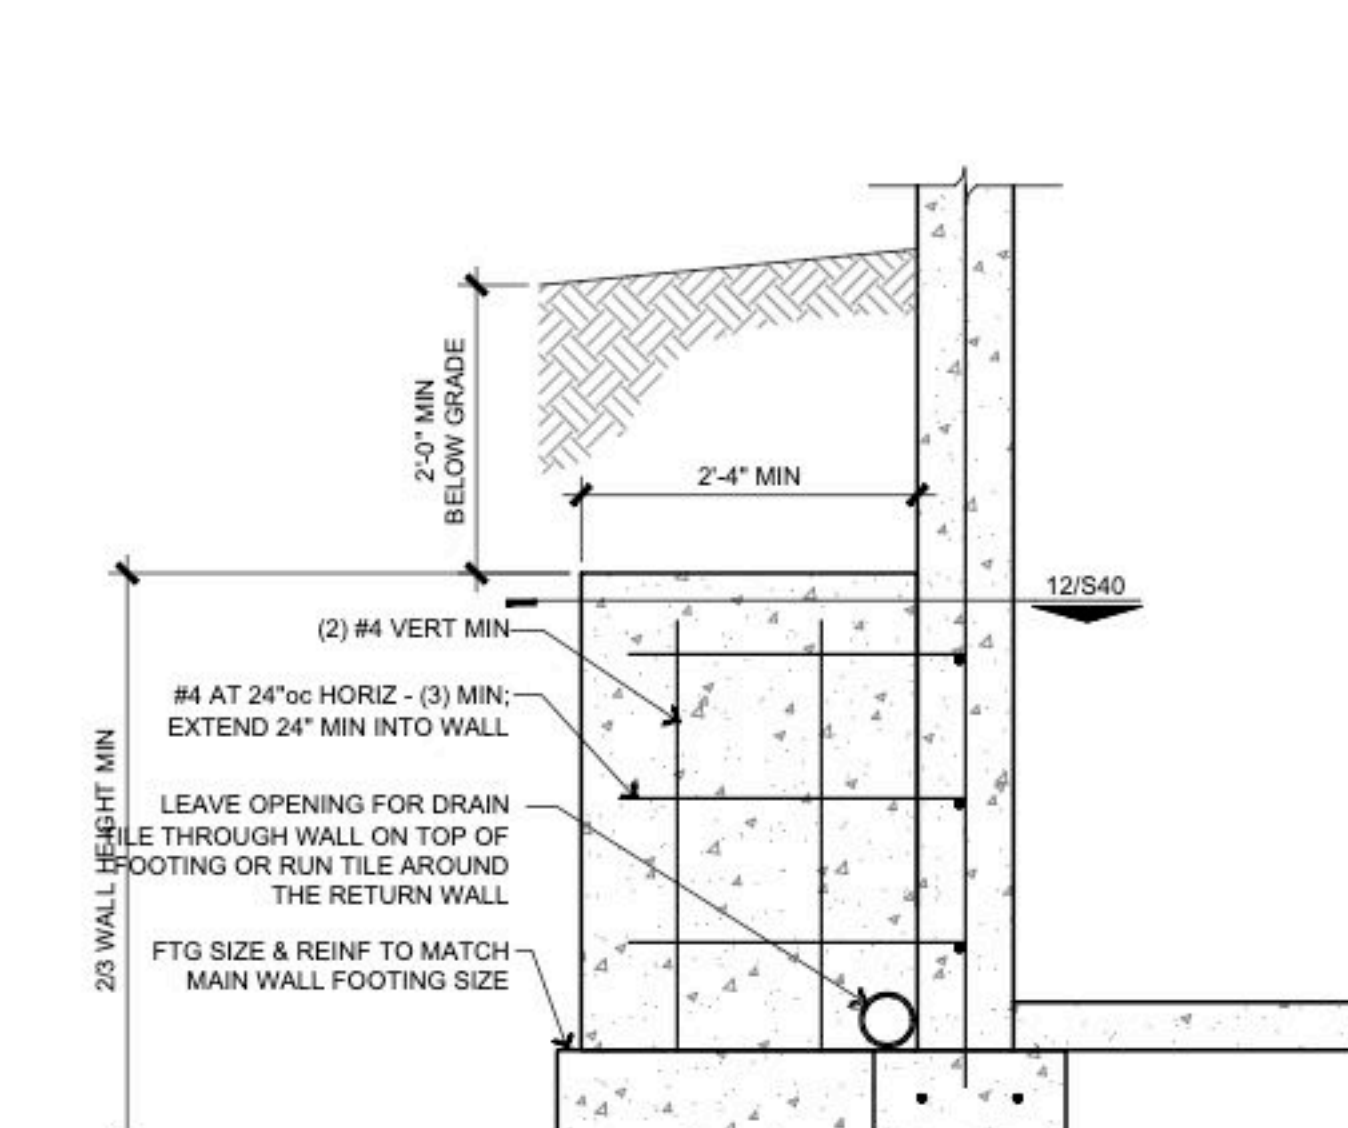 2'-0" MIN
BELOW GRADE
2'-4" MIN
12/S40
(2) #4 VERT MIN
#4 AT 24"oc HORIZ - (3) MIN;
EXTEND 24" MIN INTO WALL
2/3 WALL HEIGHT MIN
LEAVE OPENING FOR DRAIN
TILE THROUGH WALL ON TOP OF
FOOTING OR RUN TILE AROUND
THE RETURN WALL
FTG SIZE & REINF TO MATCH
MAIN WALL FOOTING SIZE